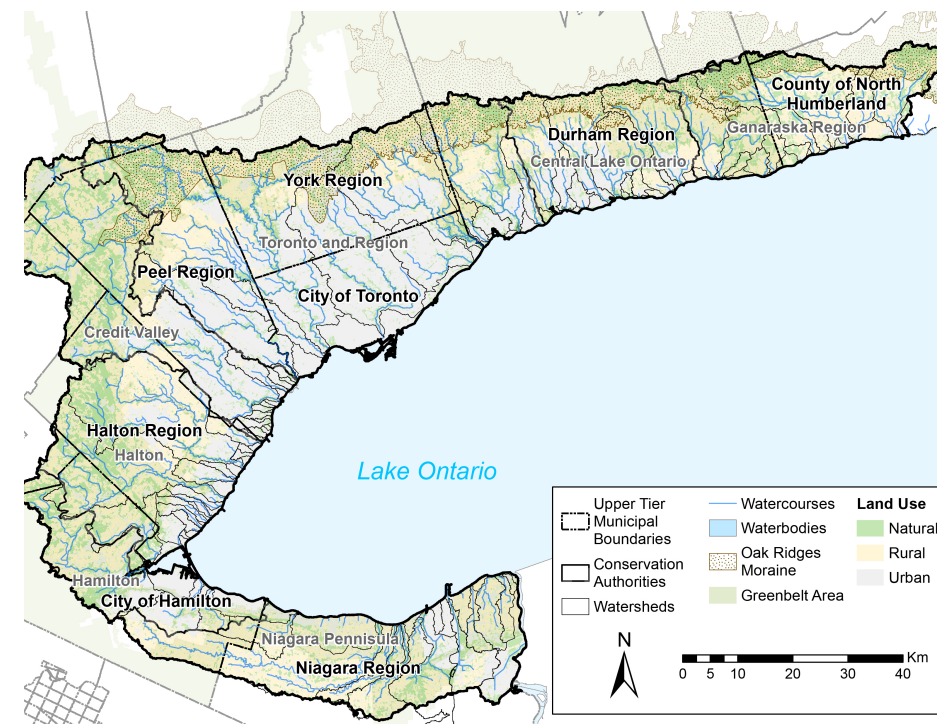 County of North
Humberland
Ganaraska Region
Durham Region
Central Lake Ontario
York Region
Toronto and Region
Peel Region
City of Toronto
Credit Valley
Halton Region
Halton
Lake Ontario
Hamilton
City of Hamilton
Niagara Pennisula
Niagara Region
Upper Tier
Municipal
Boundaries
Conservation
Authorities
Watersheds
Watercourses
Waterbodies
Oak Ridges
Moraine
Greenbelt Area
Land Use
Natural
Rural
Urban
N
Km
0 5 10 20 30 40